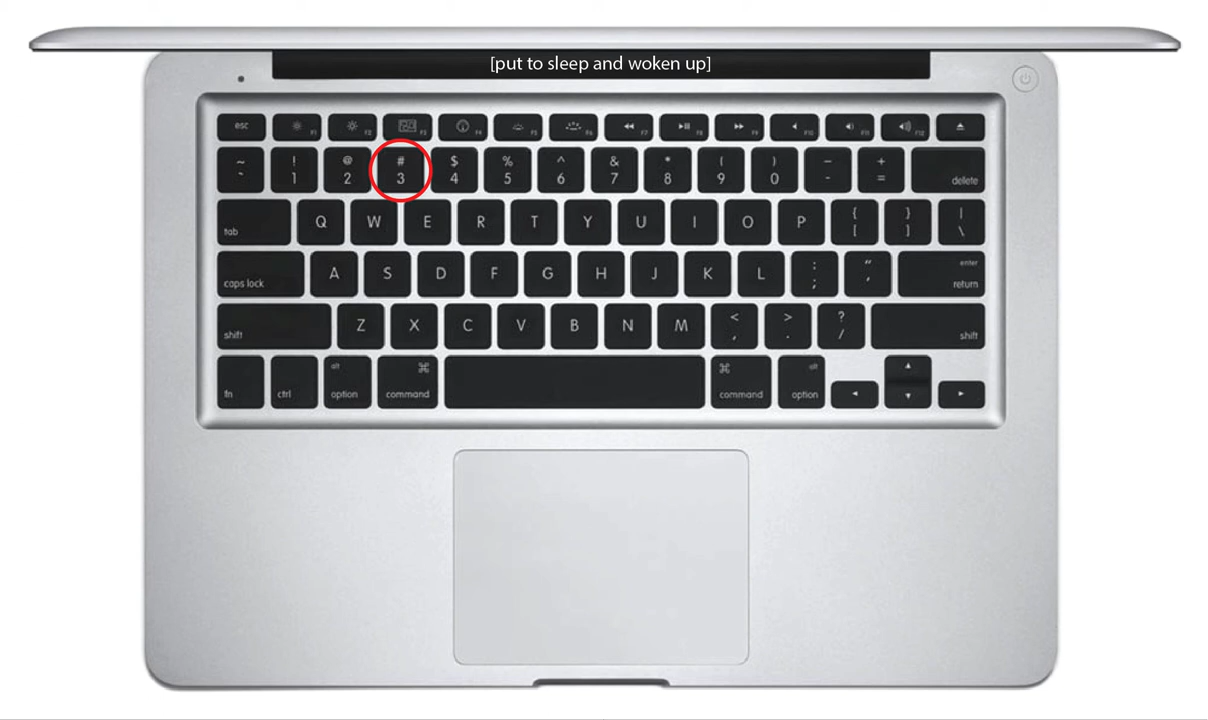 [put to sleep and woken up]
esc F1 F2 F3 F4 F5 F6 F7 F8 F9 F10 F11 F12
~ ! @ # $ % ^ & * ( ) – +
` 1 2 3 4 5 6 7 8 9 0 - = delete
tab Q W E R T Y U I O P { [ } ] | \
caps lock A S D F G H J K L : ; " ' enter return
shift Z X C V B N M < , > . ? / shift
fn ctrl alt option ⌘ command ⌘ command alt option ◄ ▲ ▼ ►